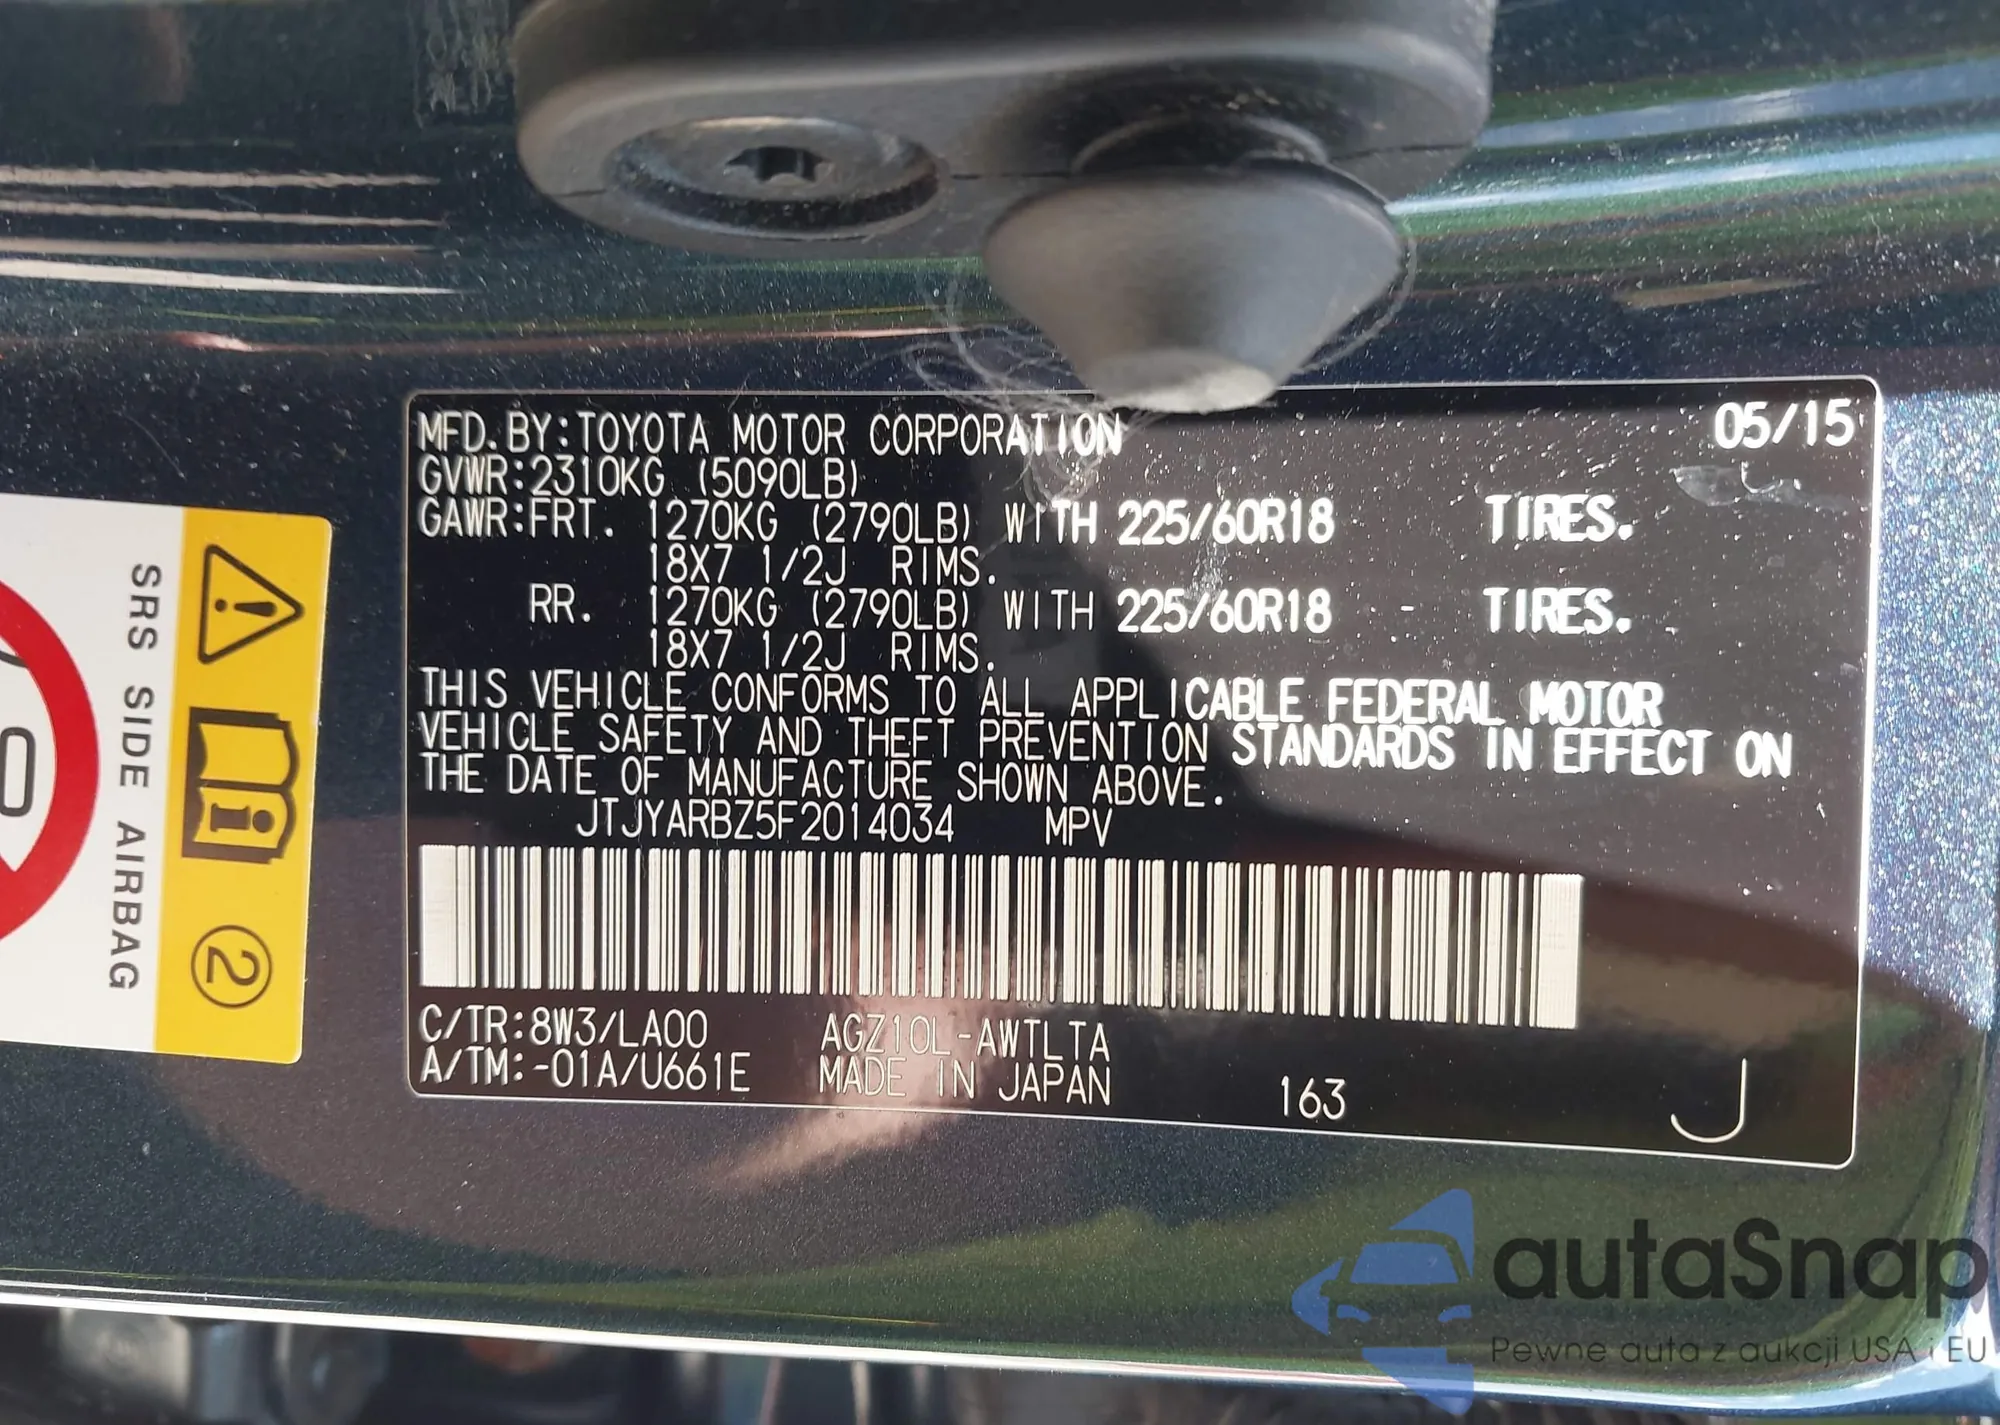 MFD. BY:TOYOTA MOTOR CORPORATION 05/15
GVWR:2310KG (5090LB)
GAWR:FRT. 1270KG (2790LB) WITH 225/60R18 TIRES.
18X7 1/2J RIMS.
RR. 1270KG (2790LB) WITH 225/60R18 TIRES.
18X7 1/2J RIMS.
THIS VEHICLE CONFORMS TO ALL APPLICABLE FEDERAL MOTOR
VEHICLE SAFETY AND THEFT PREVENTION STANDARDS IN EFFECT ON
THE DATE OF MANUFACTURE SHOWN ABOVE.
JTJYARBZ5F2014034 MPV
C/TR:8W3/LA00 AGZ10L-AWTLTA
A/TM:-01A/U661E MADE IN JAPAN 163 J
SRS SIDE AIRBAG
2
autaSnap
Pewne auta z aukcji USA i EU